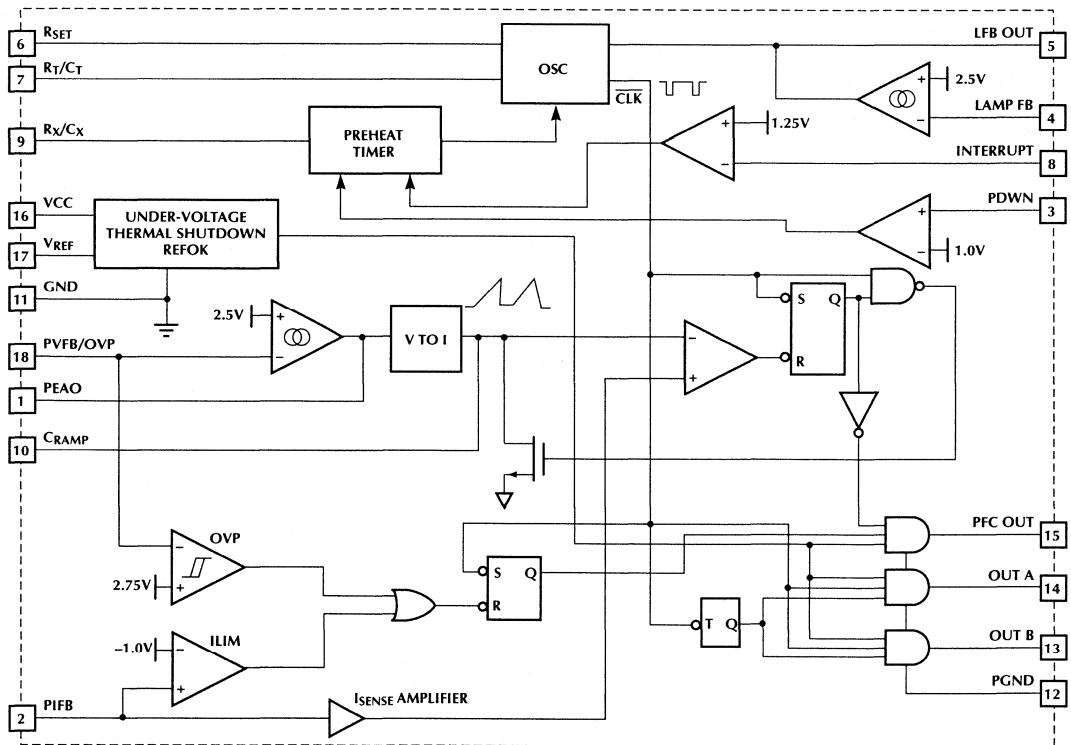 6 RSET
7 RT/CT
9 RX/CX
16 VCC
17 VREF
11 GND
18 PVFB/OVP
1 PEAO
10 CRAMP
2 PIFB
OSC
CLK
PREHEAT
TIMER
UNDER-VOLTAGE
THERMAL SHUTDOWN
REFOK
2.5V
+
−
V TO I
+
−
2.5V
+
−
1.25V
+
−
1.0V
−
+
S Q
R
OVP
−
+
2.75V
ILIM
−
+
−1.0V
S Q
R
T Q
ISENSE AMPLIFIER
LFB OUT 5
LAMP FB 4
INTERRUPT 8
PDWN 3
PFC OUT 15
OUT A 14
OUT B 13
PGND 12